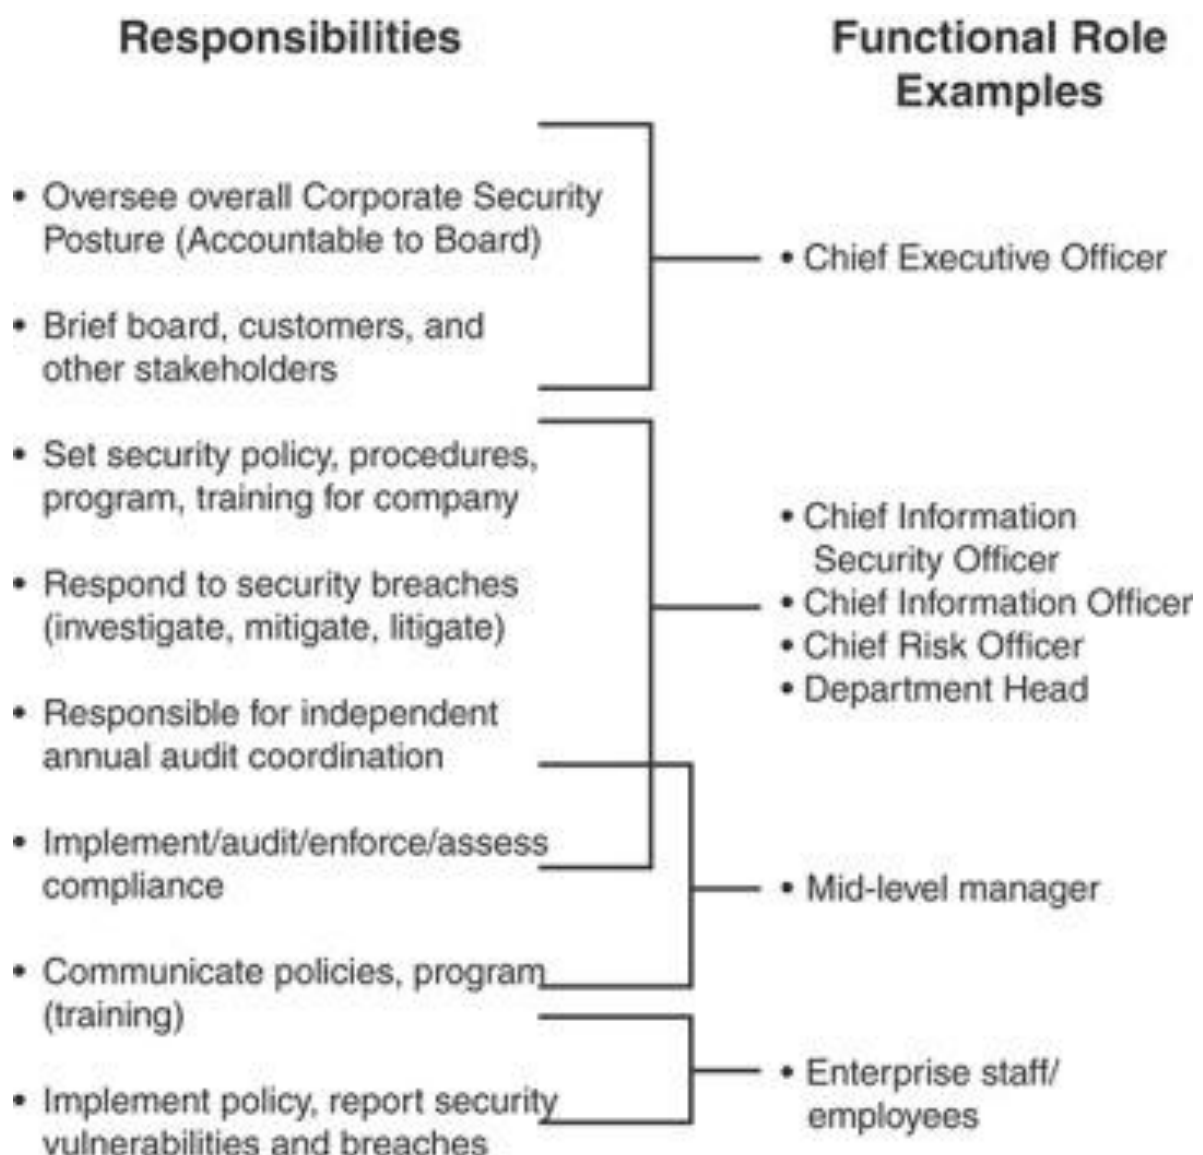 Responsibilities
Functional Role
Examples
• Oversee overall Corporate Security
Posture (Accountable to Board)
• Brief board, customers, and
other stakeholders
• Set security policy, procedures,
program, training for company
• Respond to security breaches
(investigate, mitigate, litigate)
• Responsible for independent
annual audit coordination
• Implement/audit/enforce/assess
compliance
• Communicate policies, program
(training)
• Implement policy, report security
vulnerabilities and breaches
• Chief Executive Officer
• Chief Information
Security Officer
• Chief Information Officer
• Chief Risk Officer
• Department Head
• Mid-level manager
• Enterprise staff/
employees